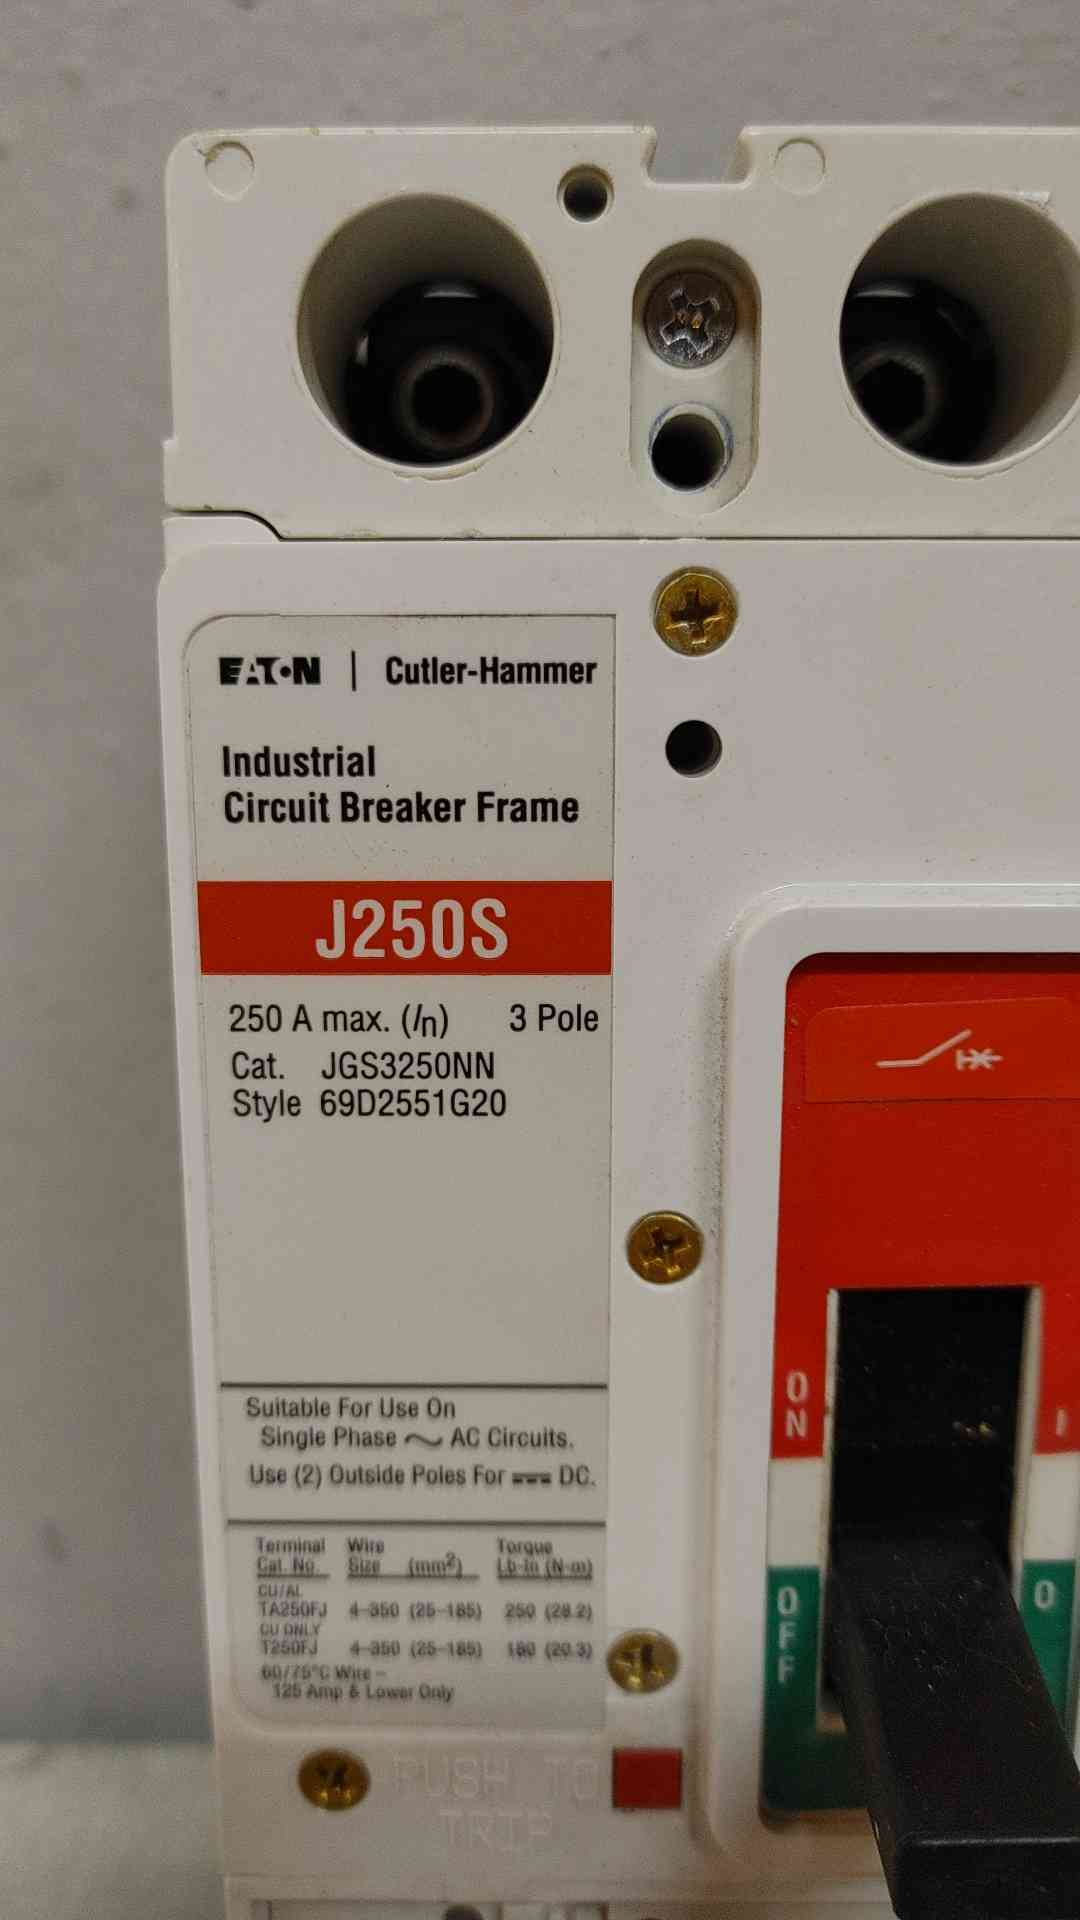 EATON | Cutler-Hammer
Industrial
Circuit Breaker Frame
J250S
250 A max. (In) 3 Pole
Cat. JGS3250NN
Style 69D2551G20
Suitable For Use On
Single Phase ∼ AC Circuits.
Use (2) Outside Poles For ⎓ DC.
Terminal Wire Torque
Cat. No. Size (mm²) Lb-In (N-m)
CU/AL
TA250FJ 4-350 (25-185) 250 (28.2)
CU ONLY
T250FJ 4-350 (25-185) 180 (20.3)
60/75°C Wire –
125 Amp & Lower Only
PUSH TO
TRIP
ON
I
OFF
O